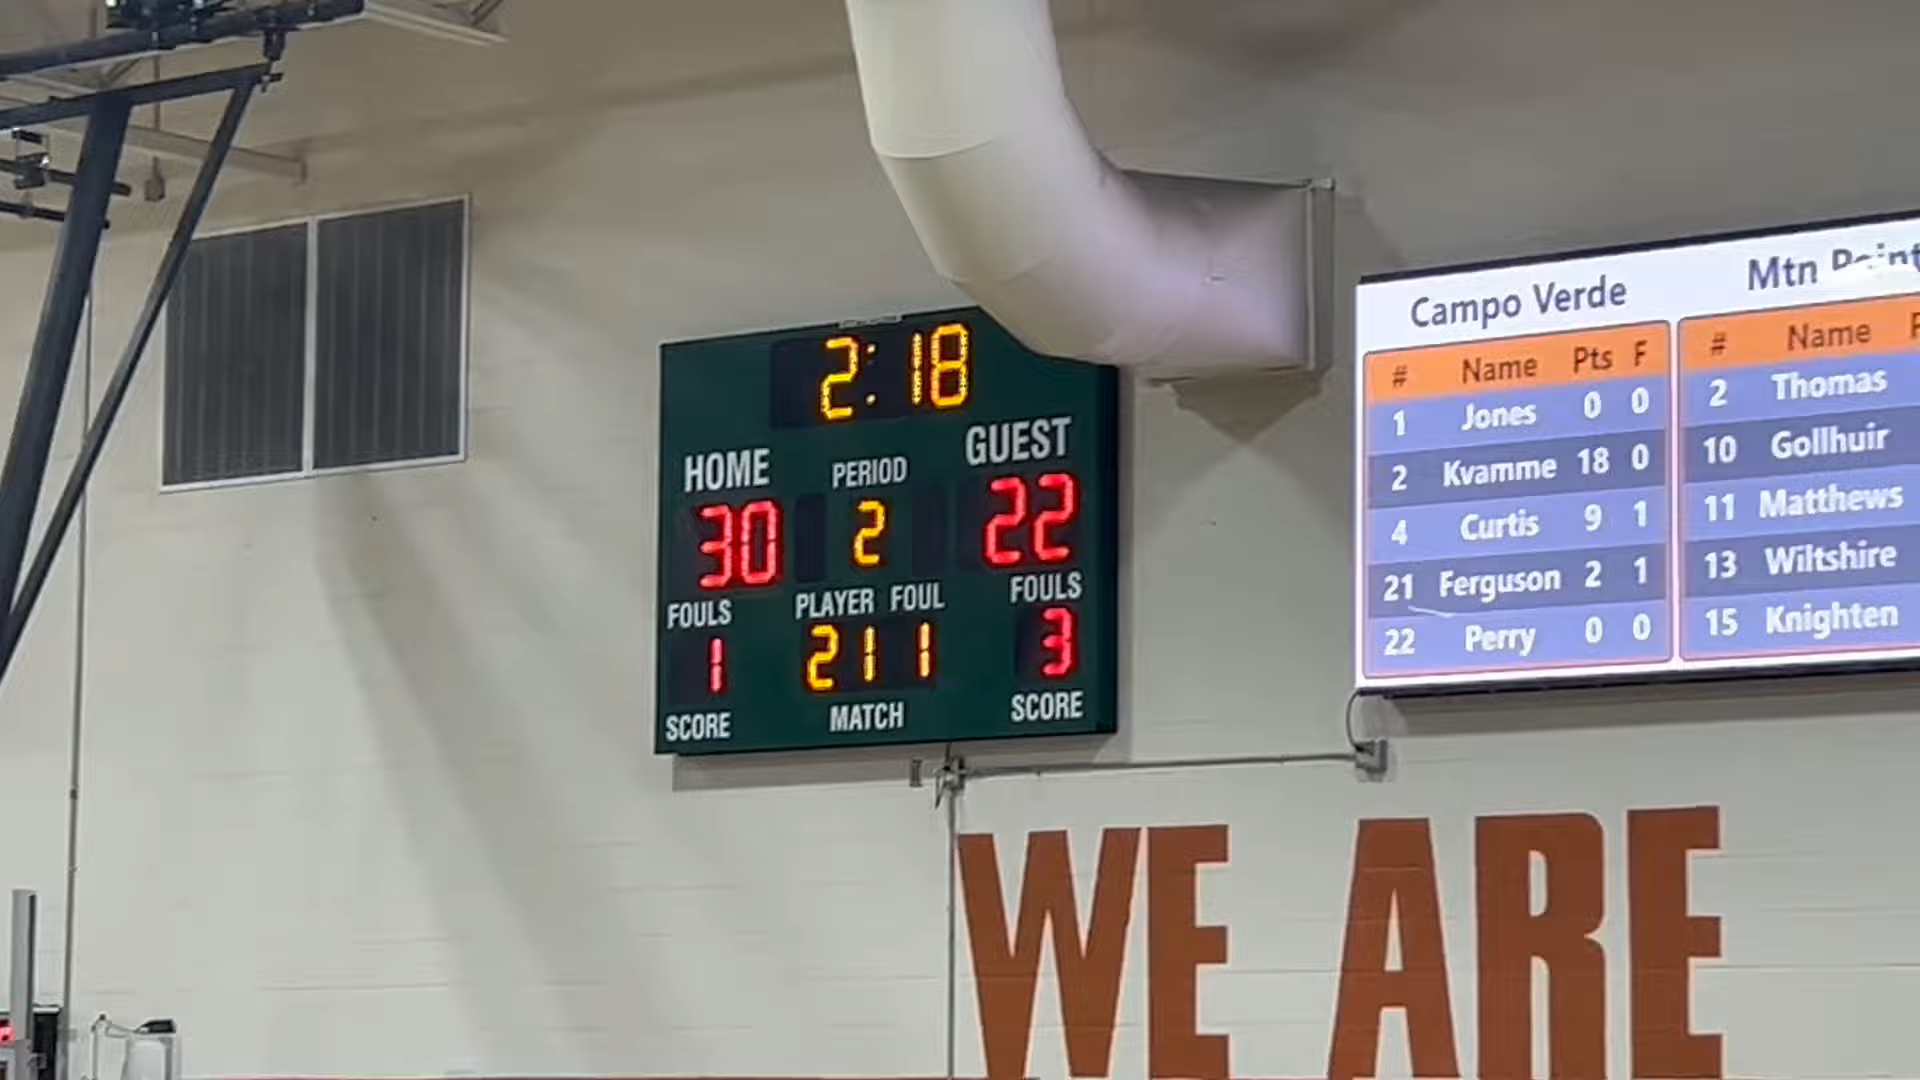 2:18
HOME PERIOD GUEST
30 2 22
FOULS PLAYER FOUL FOULS
1 21 1 3
SCORE MATCH SCORE
Campo Verde
# Name Pts F
1 Jones 0 0
2 Kvamme 18 0
4 Curtis 9 1
21 Ferguson 2 1
22 Perry 0 0
Mtn Point
# Name
2 Thomas
10 Gollhuir
11 Matthews
13 Wiltshire
15 Knighten
WE ARE